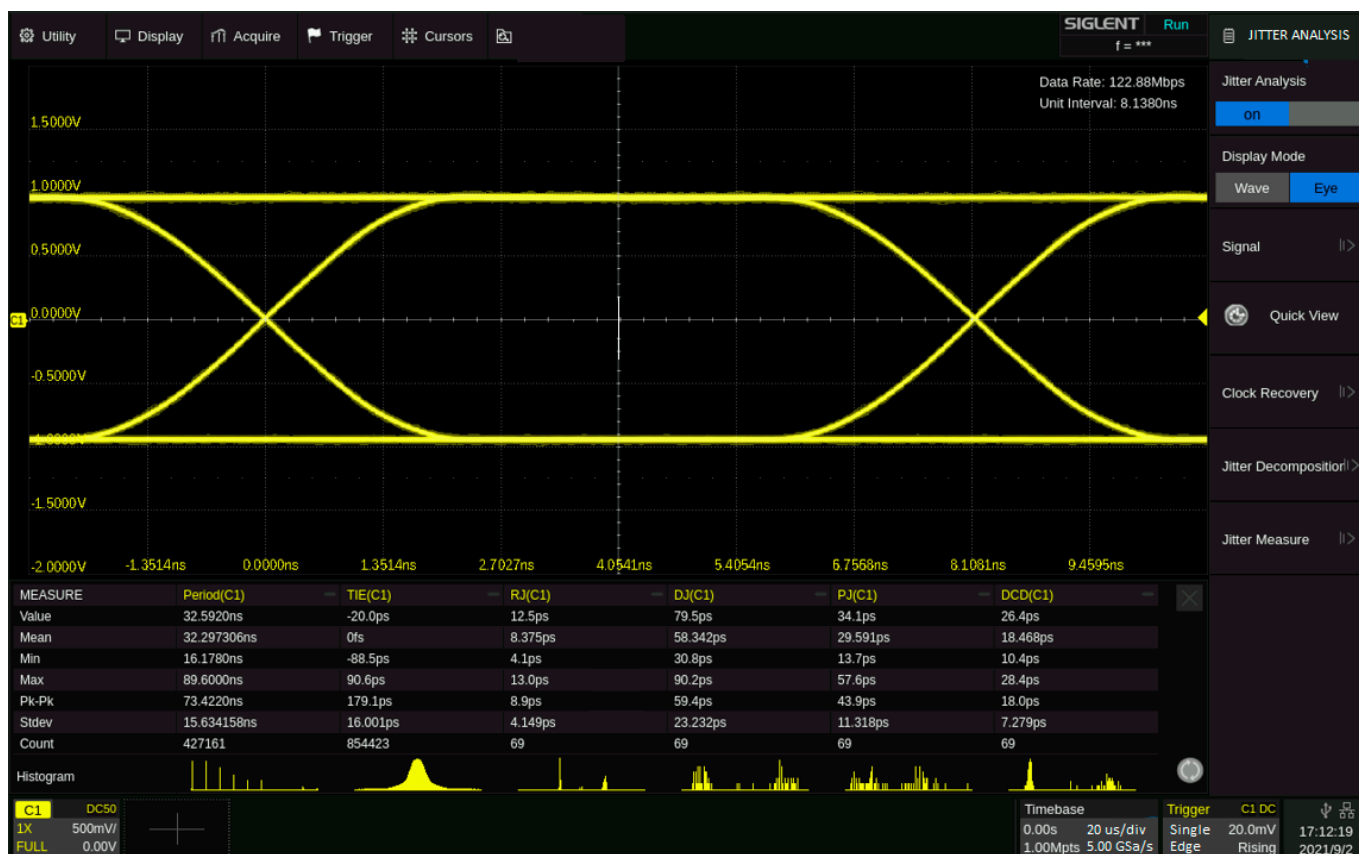 Utility Display Acquire Trigger Cursors
SIGLENT Run
f = ***
JITTER ANALYSIS
Data Rate: 122.88Mbps
Unit Interval: 8.1380ns
1.5000V
1.0000V
0.5000V
C1 0.0000V
-0.5000V
-1.0000V
-1.5000V
-2.0000V -1.3514ns 0.0000ns 1.3514ns 2.7027ns 4.0541ns 5.4054ns 6.7568ns 8.1081ns 9.4595ns
Jitter Analysis
on
Display Mode
Wave Eye
Signal
Quick View
Clock Recovery
Jitter Decomposition
Jitter Measure
MEASURE Period(C1) TIE(C1) RJ(C1) DJ(C1) PJ(C1) DCD(C1)
Value 32.5920ns -20.0ps 12.5ps 79.5ps 34.1ps 26.4ps
Mean 32.297306ns 0fs 8.375ps 58.342ps 29.591ps 18.468ps
Min 16.1780ns -88.5ps 4.1ps 30.8ps 13.7ps 10.4ps
Max 89.6000ns 90.6ps 13.0ps 90.2ps 57.6ps 28.4ps
Pk-Pk 73.4220ns 179.1ps 8.9ps 59.4ps 43.9ps 18.0ps
Stdev 15.634158ns 16.001ps 4.149ps 23.232ps 11.318ps 7.279ps
Count 427161 854423 69 69 69 69
Histogram
C1 DC50
1X 500mV/
FULL 0.00V
Timebase
0.00s 20 us/div
1.00Mpts 5.00 GSa/s
Trigger C1 DC
Single 20.0mV
Edge Rising
17:12:19
2021/9/2